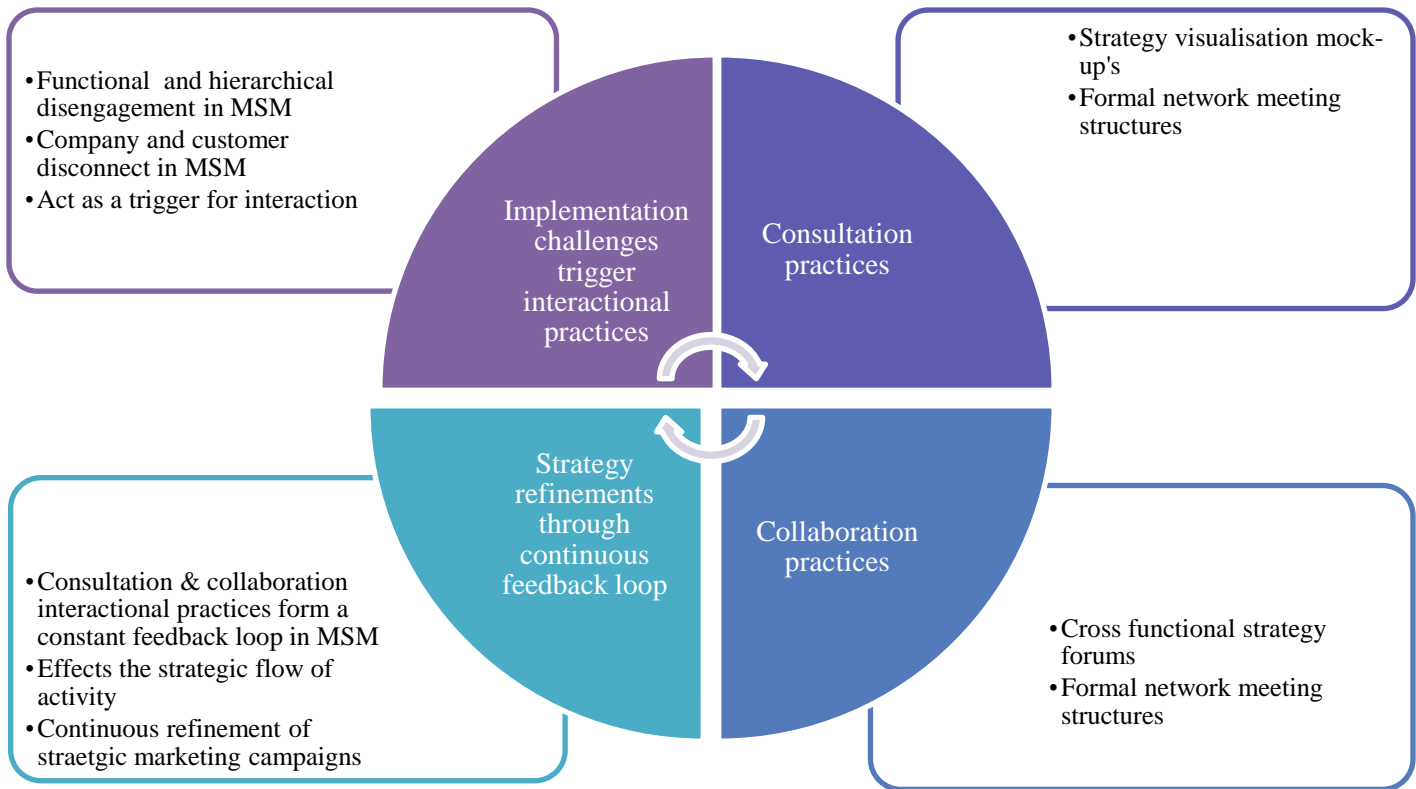 •Functional  and hierarchical
disengagement in MSM
•Company and customer
disconnect in MSM
•Act as a trigger for interaction
•Strategy visualisation mock-
up's
•Formal network meeting
structures
Implementation
challenges
trigger
interactional
practices
Consultation
practices
Strategy
refinements
through
continuous
feedback loop
Collaboration
practices
•Consultation & collaboration
interactional practices form a
constant feedback loop in MSM
•Effects the strategic flow of
activity
•Continuous refinement of
straetgic marketing campaigns
•Cross functional strategy
forums
•Formal network meeting
structures